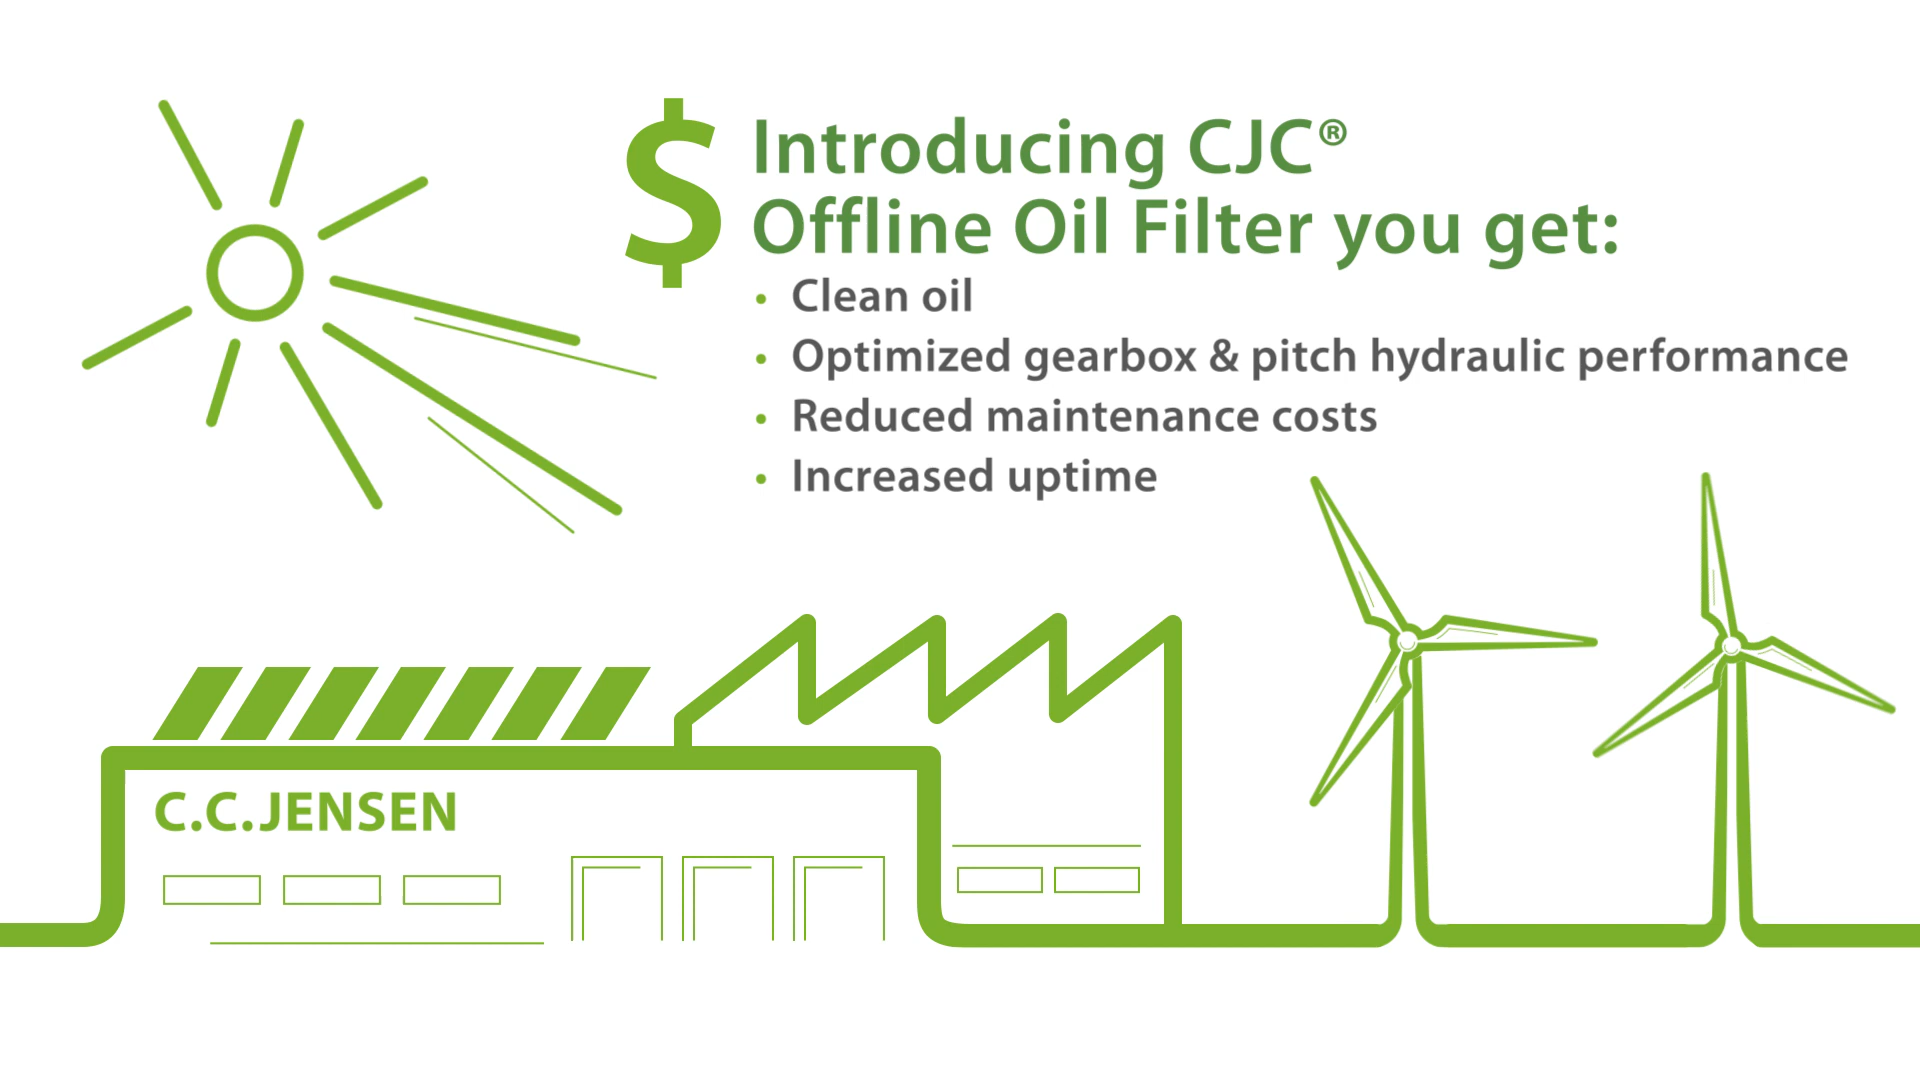 $ Introducing CJC®
Offline Oil Filter you get:
• Clean oil
• Optimized gearbox & pitch hydraulic performance
• Reduced maintenance costs
• Increased uptime
C.C.JENSEN